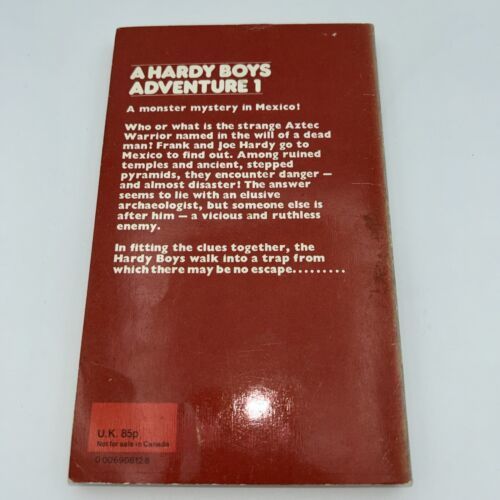 A HARDY BOYS
ADVENTURE 1
A monster mystery in Mexico!
Who or what is the strange Aztec
Warrior named in the will of a dead
man? Frank and Joe Hardy go to
Mexico to find out. Among ruined
temples and ancient, stepped
pyramids, they encounter danger —
and almost disaster! The answer
seems to lie with an elusive
archaeologist, but someone else is
after him — a vicious and ruthless
enemy.
In fitting the clues together, the
Hardy Boys walk into a trap from
which there may be no escape.........
U.K. 85p
Not for sale in Canada
0 00 690812 8